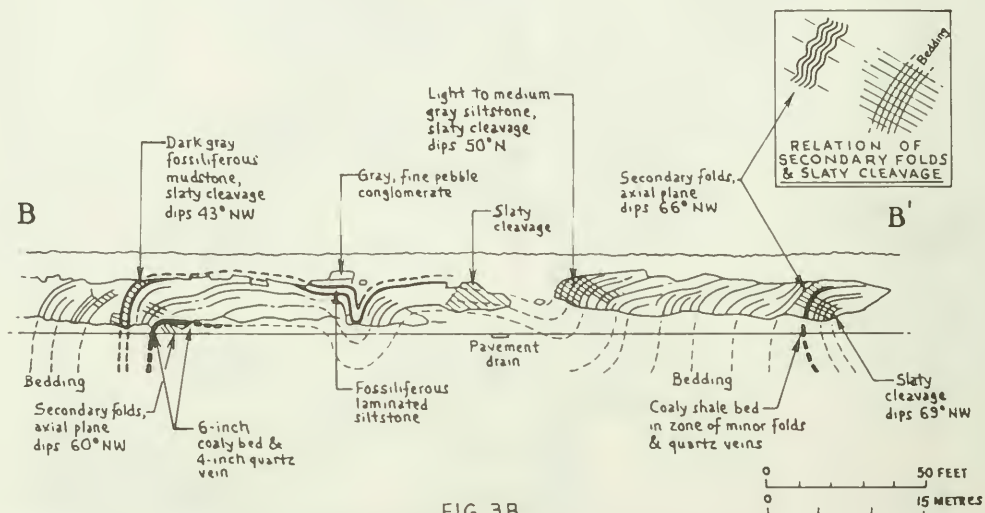 Bedding
RELATION OF
SECONDARY FOLDS
& SLATY CLEAVAGE
Light to medium
gray siltstone,
slaty cleavage
dips 50°N
Dark gray
fossiliferous
mudstone,
slaty cleavage
dips 43°NW
Gray, fine pebble
conglomerate
Slaty
cleavage
Secondary folds,
axial plane
dips 66°NW
B
B'
Pavement
drain
Bedding
Bedding
Secondary folds,
axial plane
dips 60°NW
6-inch
coaly bed &
4-inch quartz
vein
Fossiliferous
laminated
siltstone
Coaly shale bed
in zone of minor folds
& quartz veins
Slaty
cleavage
dips 69°NW
0 50 FEET
0 15 METRES
FIG. 3B